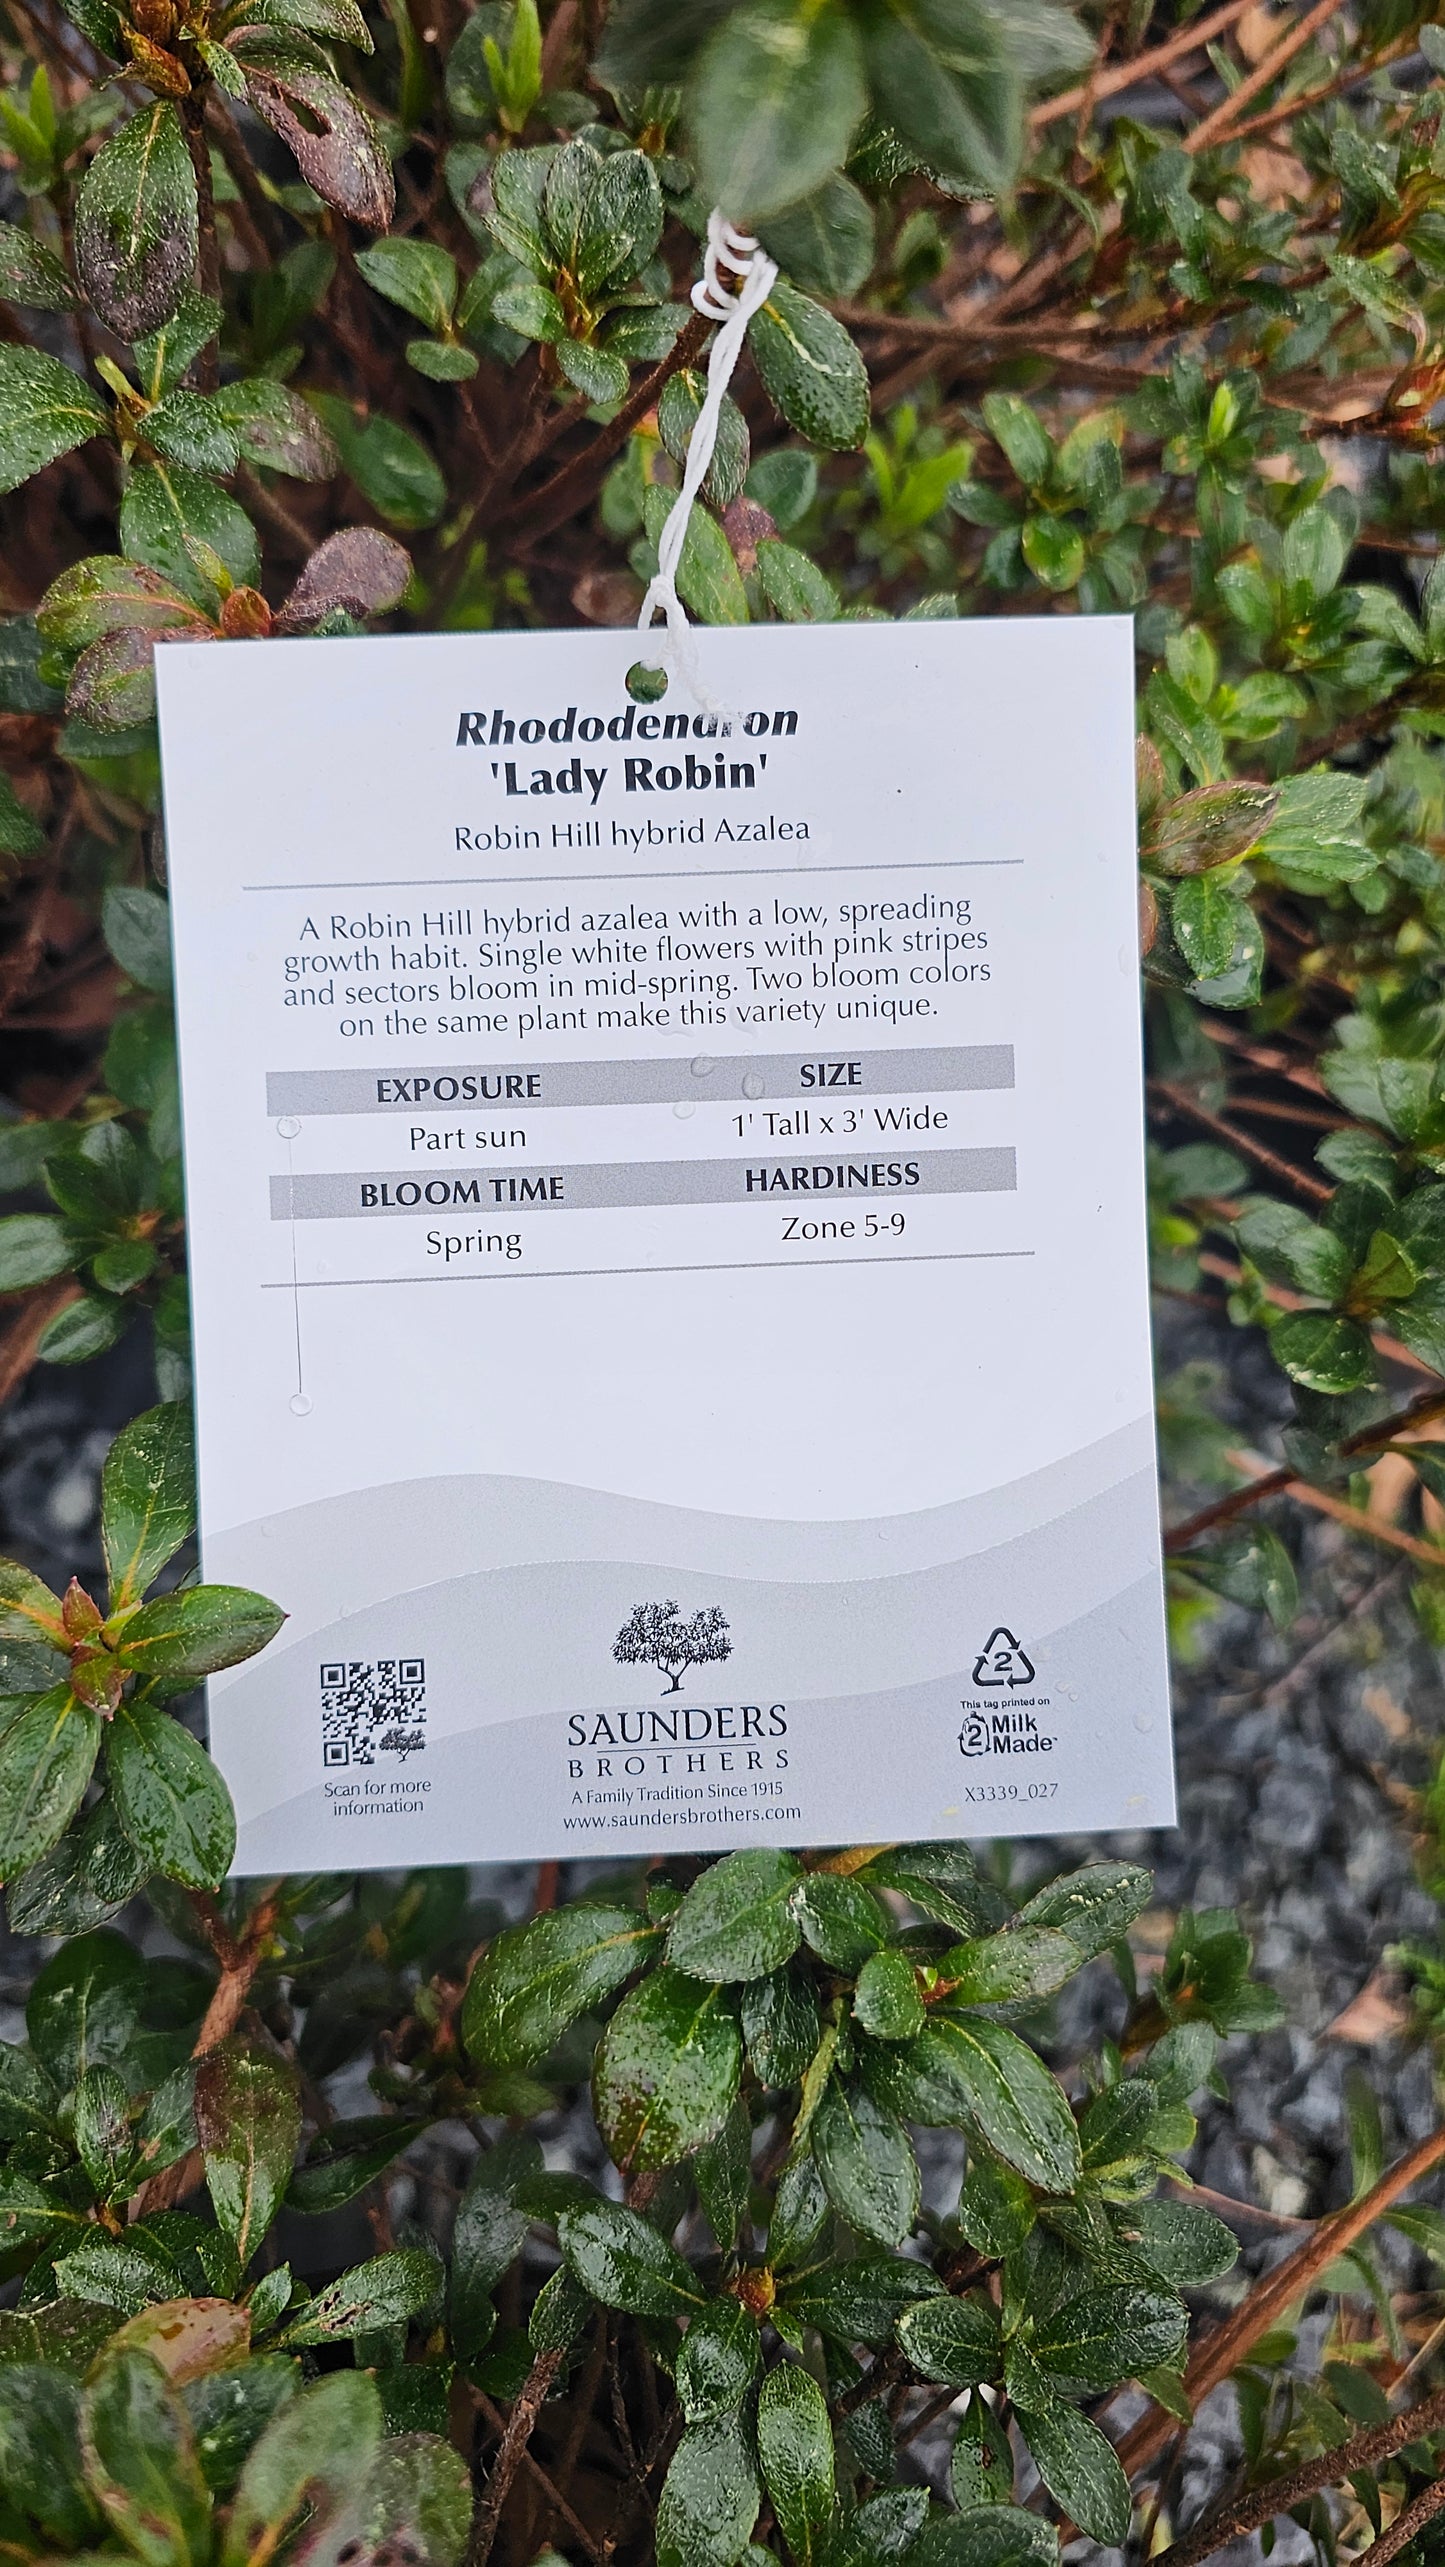 Rhododendron
'Lady Robin'
Robin Hill hybrid Azalea
A Robin Hill hybrid azalea with a low, spreading
growth habit. Single white flowers with pink stripes
and sectors bloom in mid-spring. Two bloom colors
on the same plant make this variety unique.
EXPOSURE SIZE
Part sun 1' Tall x 3' Wide
BLOOM TIME HARDINESS
Spring Zone 5-9
Scan for more
information
SAUNDERS
BROTHERS
A Family Tradition Since 1915
www.saundersbrothers.com
2
This tag printed on
2 Milk
Made
X3339_027